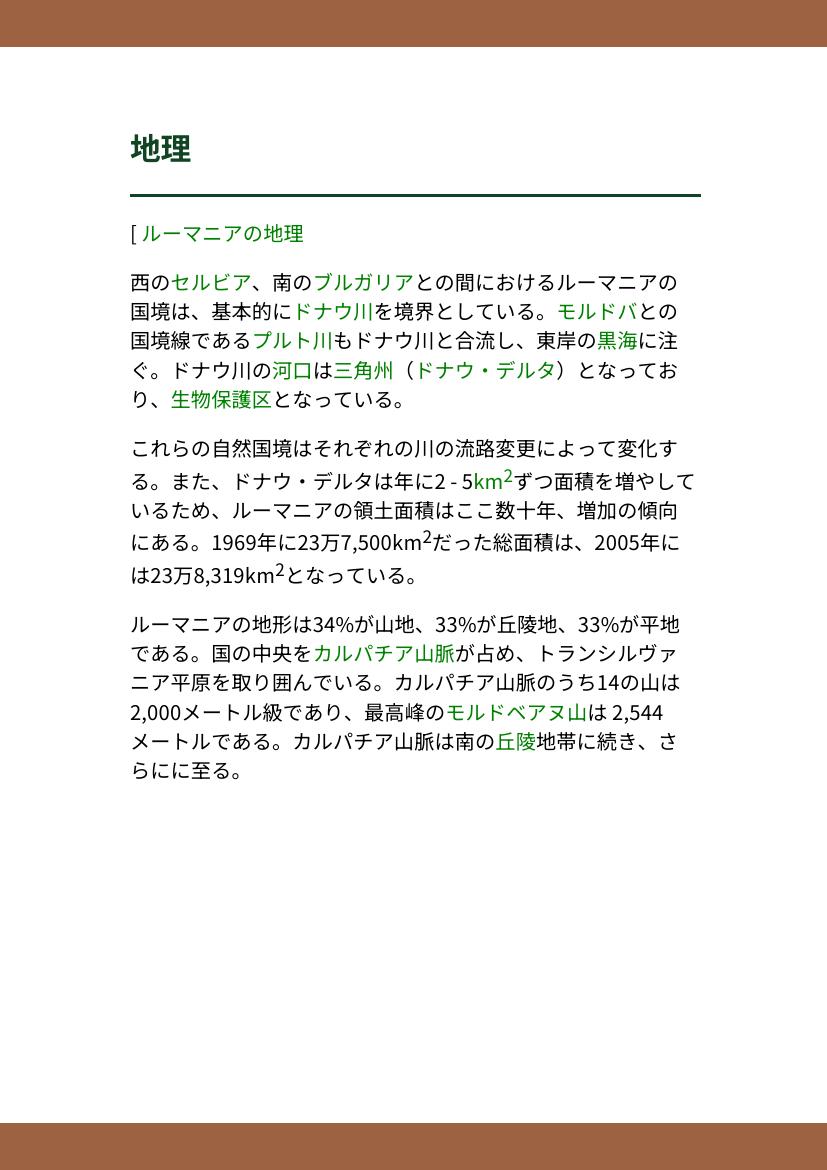 地理
[ ルーマニアの地理
西のセルビア、南のブルガリアとの間におけるルーマニアの
国境は、基本的にドナウ川を境界としている。モルドバとの
国境線であるプルト川もドナウ川と合流し、東岸の黒海に注
ぐ。ドナウ川の河口は三角州（ドナウ・デルタ）となってお
り、生物保護区となっている。
これらの自然国境はそれぞれの川の流路変更によって変化す
る。また、ドナウ・デルタは年に2 - 5km²ずつ面積を増やして
いるため、ルーマニアの領土面積はここ数十年、増加の傾向
にある。1969年に23万7,500km²だった総面積は、2005年に
は23万8,319km²となっている。
ルーマニアの地形は34%が山地、33%が丘陵地、33%が平地
である。国の中央をカルパチア山脈が占め、トランシルヴァ
ニア平原を取り囲んでいる。カルパチア山脈のうち14の山は
2,000メートル級であり、最高峰のモルドベアヌ山は 2,544
メートルである。カルパチア山脈は南の丘陵地帯に続き、さ
らにに至る。